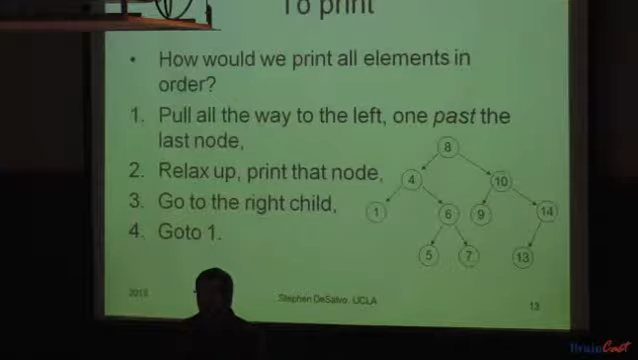 To print
• How would we print all elements in
order?
1. Pull all the way to the left, one past the
last node,
2. Relax up, print that node,
3. Go to the right child,
4. Goto 1.
8
4
10
1
6
9
14
5
7
13
Stephen DeSalvo, UCLA
13
BruinCast